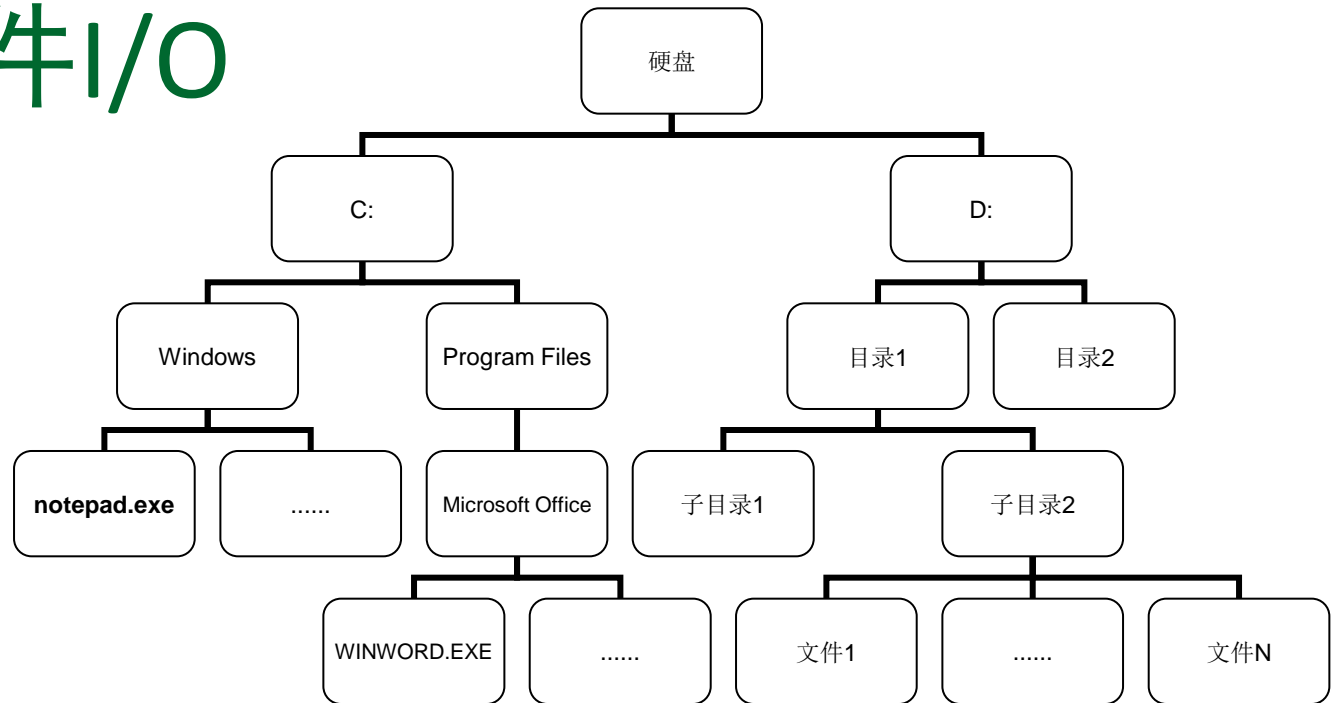 件I/O
硬盘
C:
D:
Windows
Program Files
目录1
目录2
notepad.exe
......
Microsoft Office
子目录1
子目录2
WINWORD.EXE
......
文件1
......
文件N